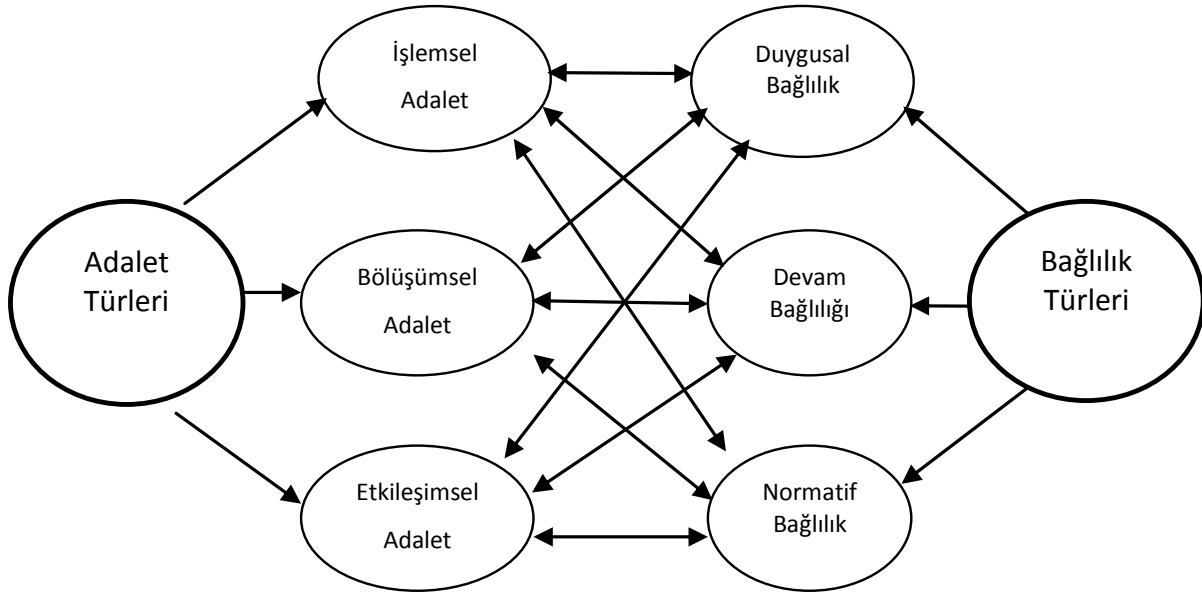 İşlemsel
Adalet
Duygusal
Bağlılık
Adalet
Türleri
Bölüşümsel
Adalet
Devam
Bağlılığı
Bağlılık
Türleri
Etkileşimsel
Adalet
Normatif
Bağlılık